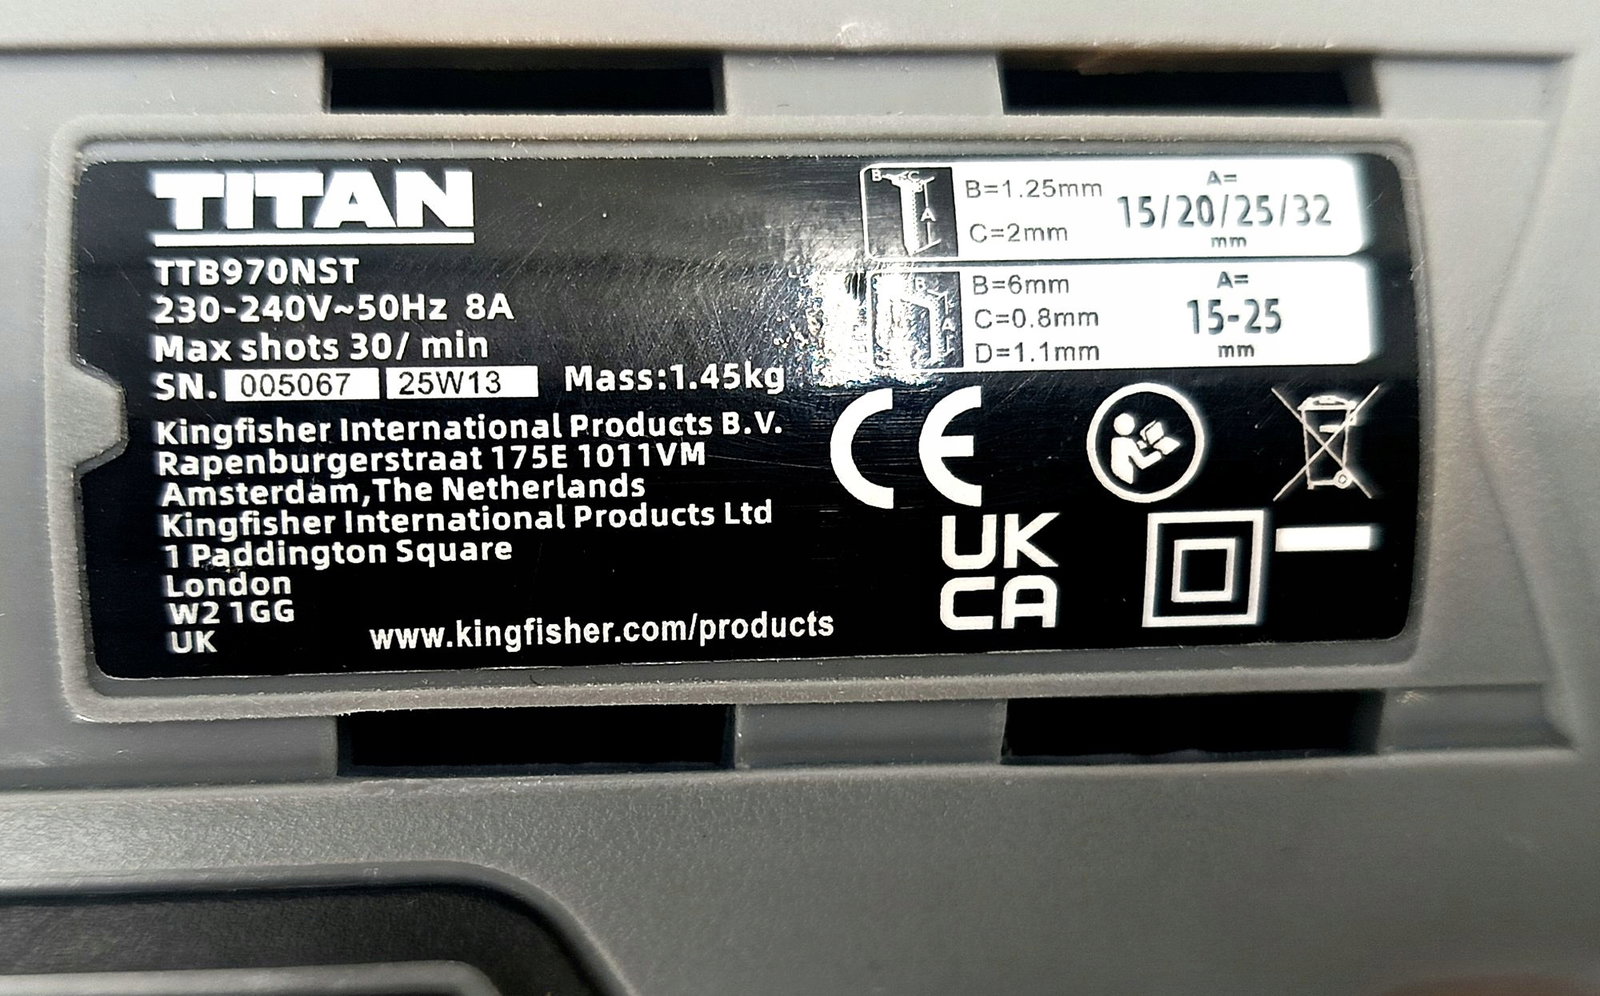 TITAN
TTB970NST
230-240V~50Hz 8A
Max shots 30/ min
SN. 005067 25W13 Mass:1.45kg
Kingfisher International Products B.V.
Rapenburgerstraat 175E 1011VM
Amsterdam,The Netherlands
Kingfisher International Products Ltd
1 Paddington Square
London
W2 1GG
UK
www.kingfisher.com/products
B C
A
B=1.25mm
C=2mm
A=
15/20/25/32
mm
B
A
B=6mm
C=0.8mm
D=1.1mm
A=
15-25
mm
CE
UK
CA